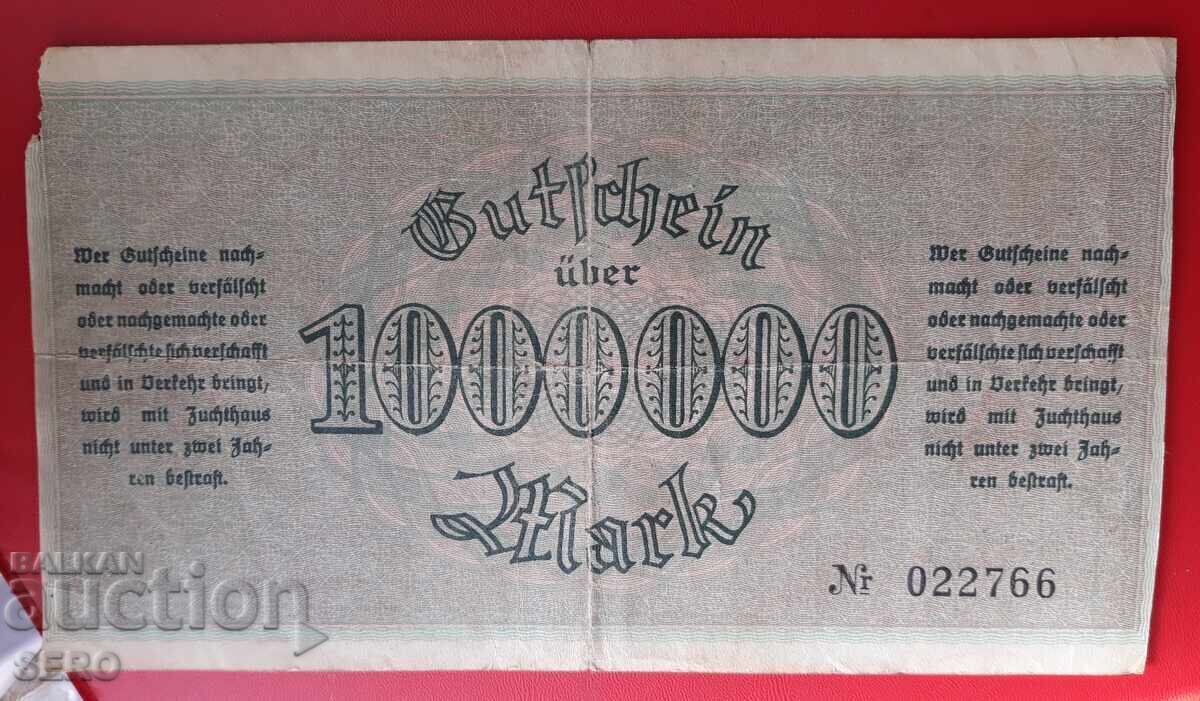 Gutschein
über
1000000
Mark
Wer Gutscheine nach-
macht oder verfälscht
oder nachgemachte oder
verfälschte sich verschafft
und in Verkehr bringt,
wird mit Zuchthaus
nicht unter zwei Jah-
ren bestraft.
Wer Gutscheine nach-
macht oder verfälscht
oder nachgemachte oder
verfälschte sich verschafft
und in Verkehr bringt,
wird mit Zuchthaus
nicht unter zwei Jah-
ren bestraft.
Nr 022766
BALKAN
auction
SERO